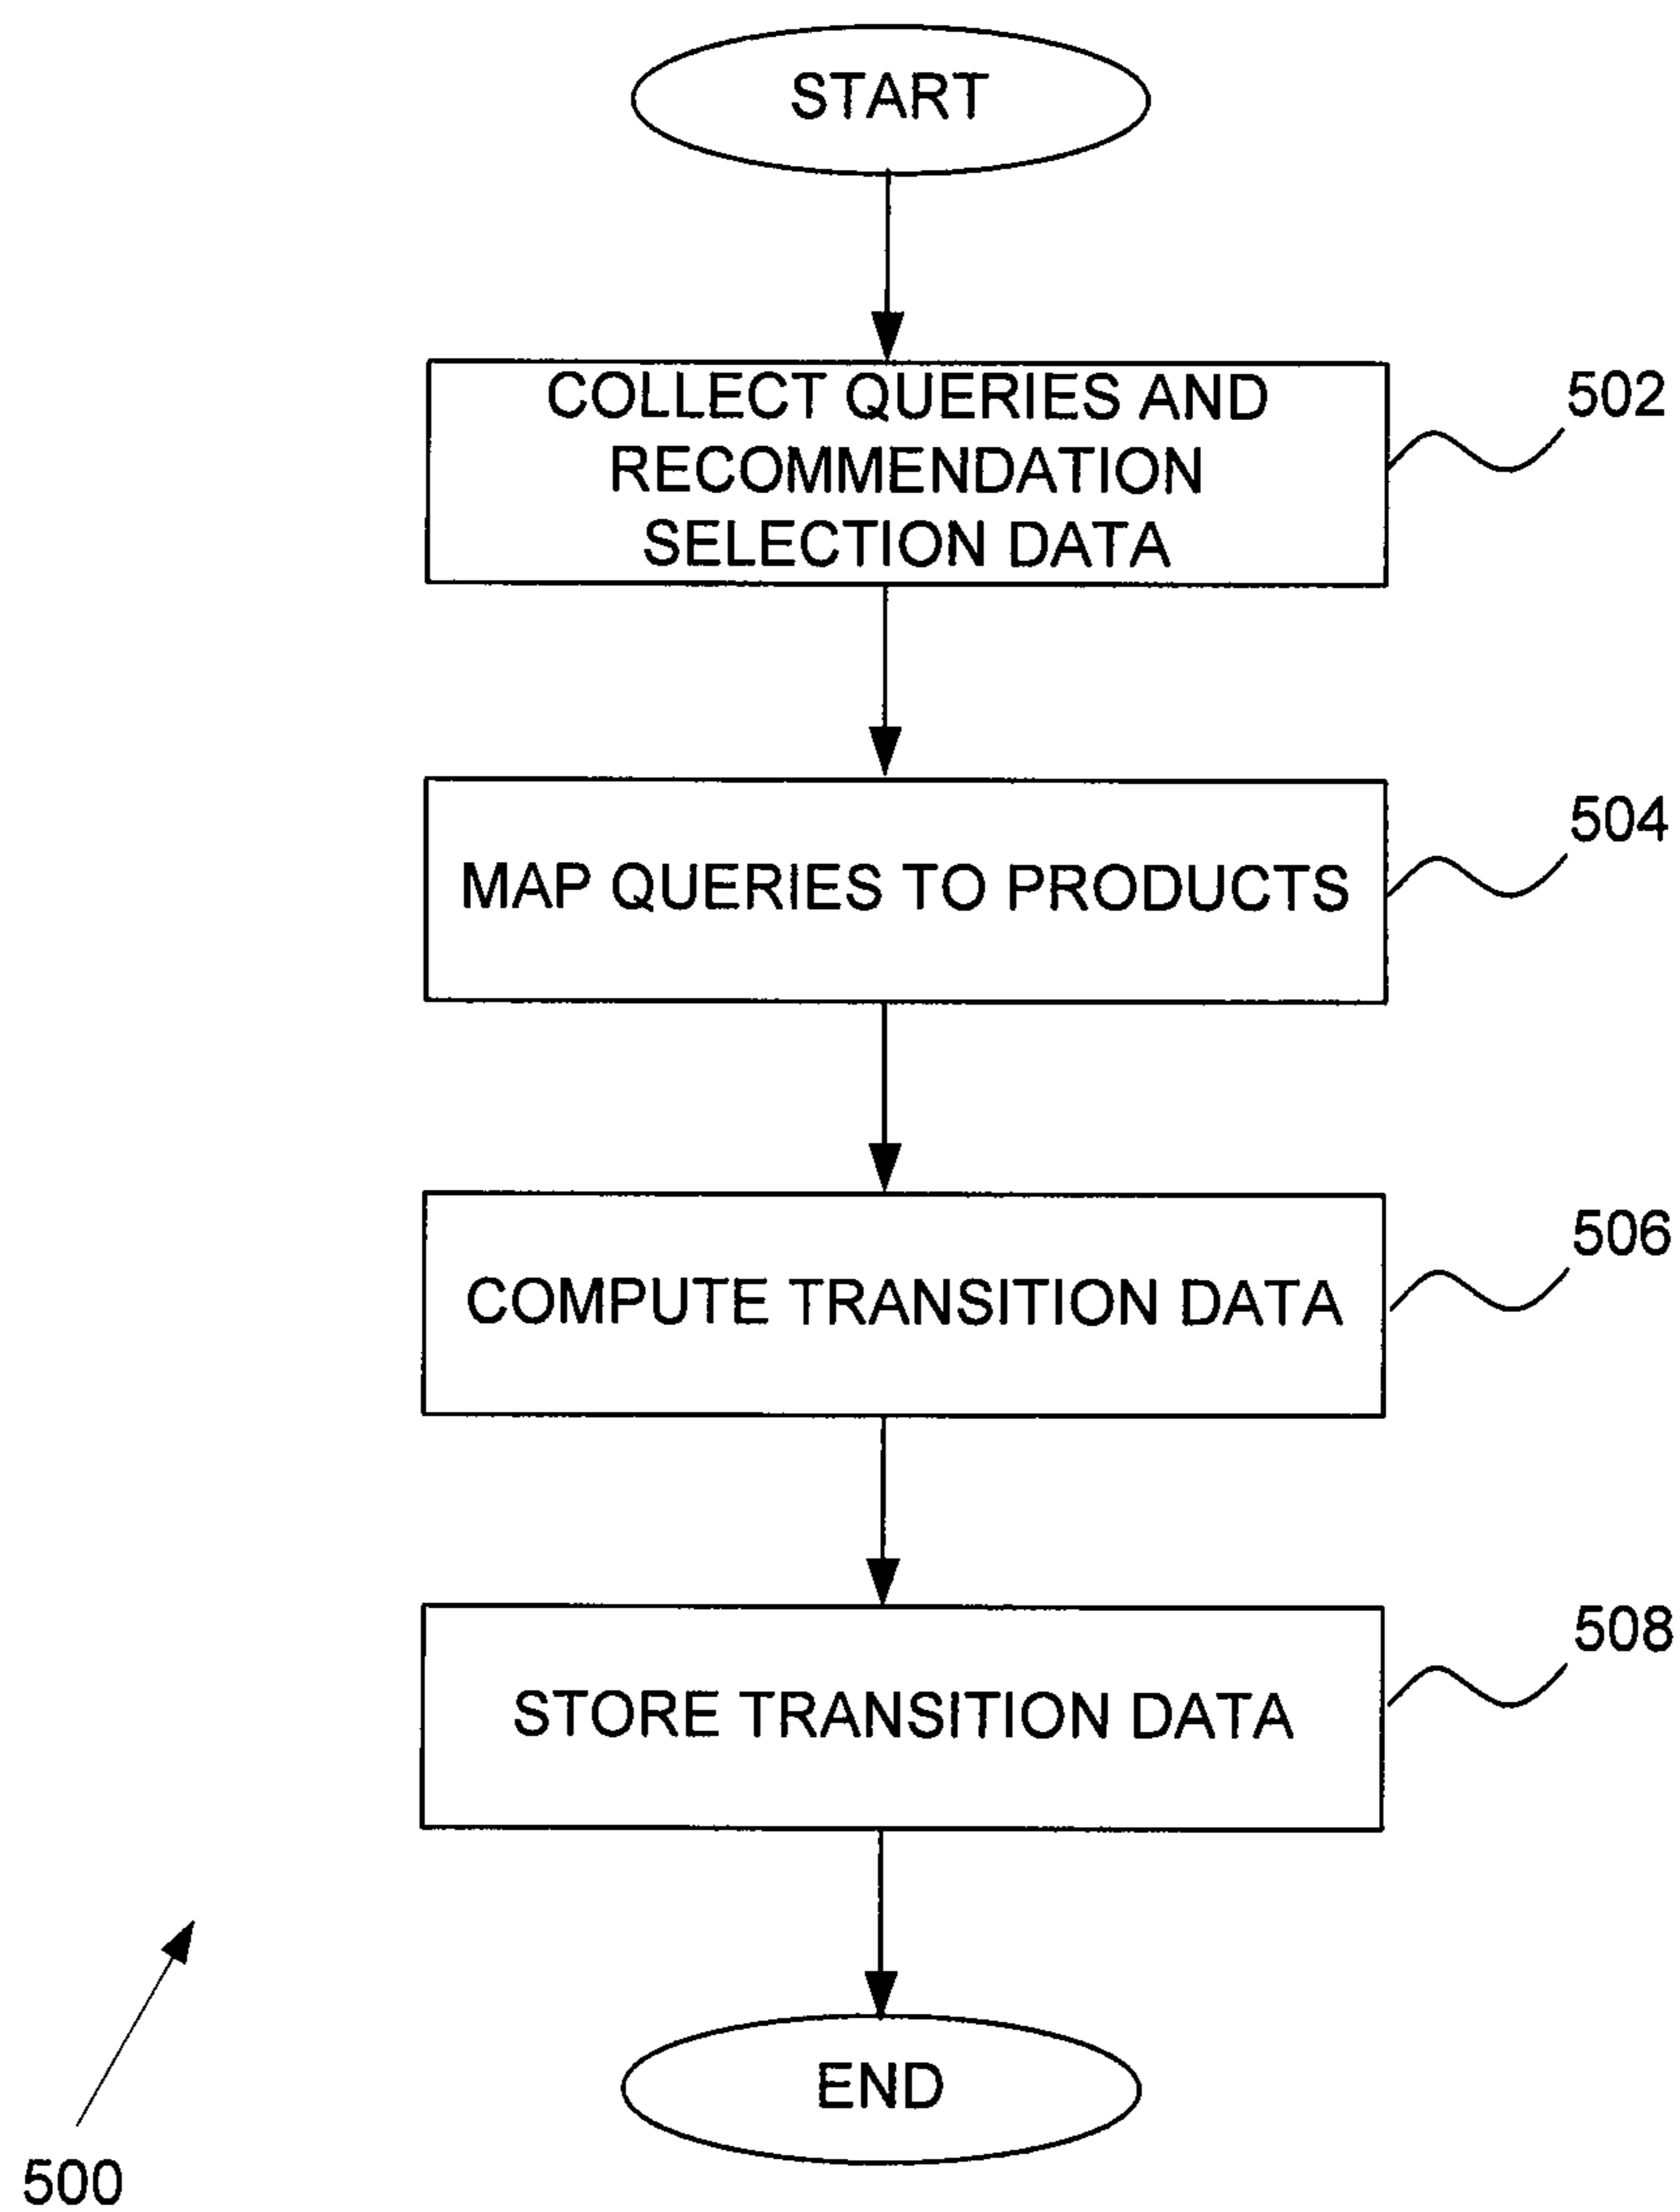 START
COLLECT QUERIES AND
RECOMMENDATION
SELECTION DATA
502
MAP QUERIES TO PRODUCTS
504
COMPUTE TRANSITION DATA
506
STORE TRANSITION DATA
508
END
500